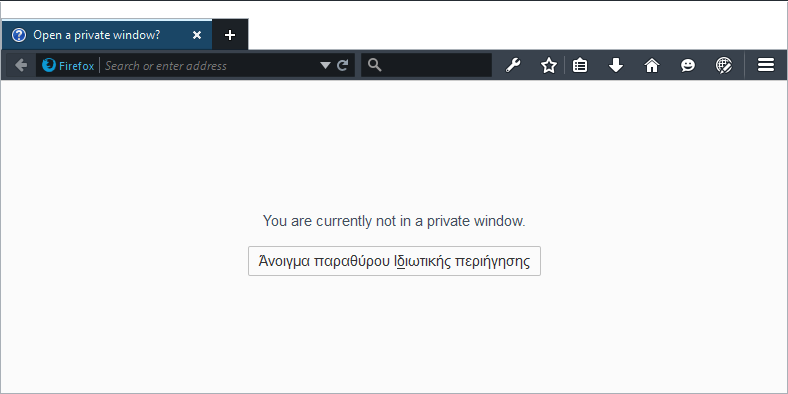 Open a private window?
Firefox Search or enter address
You are currently not in a private window.
Άνοιγμα παραθύρου Ιδιωτικής περιήγησης